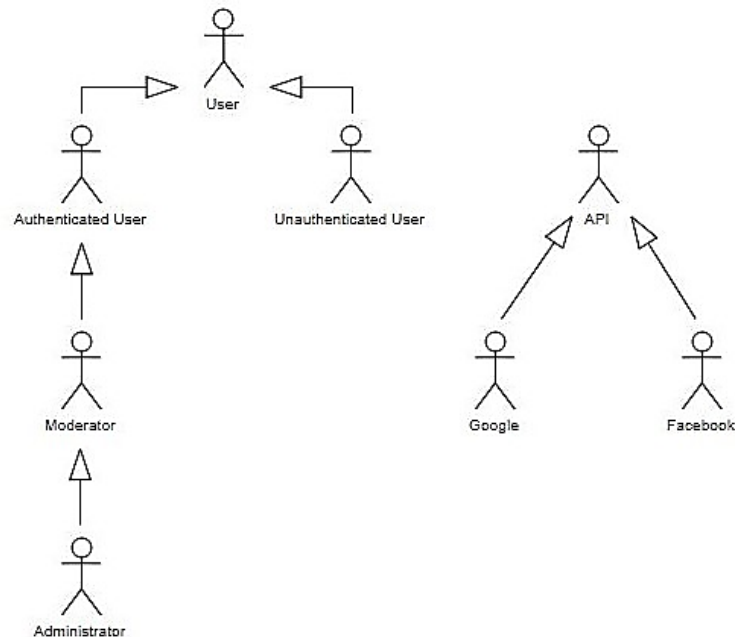 User
Authenticated User
Unauthenticated User
API
Moderator
Google
Facebook
Administrator